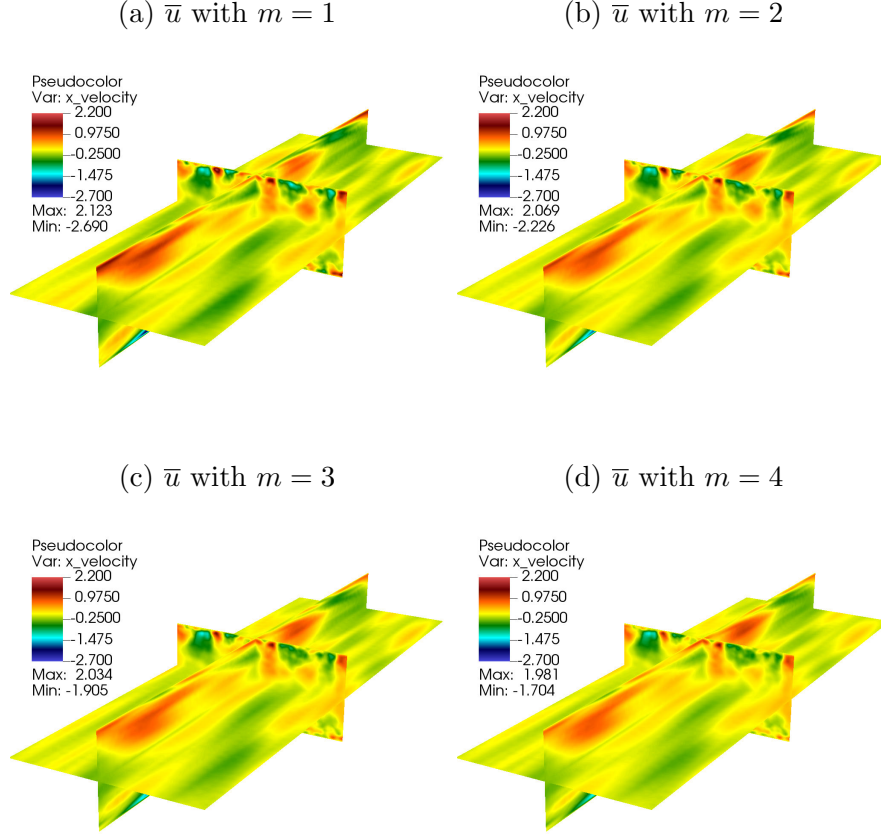 (a) u̅ with m = 1
(b) u̅ with m = 2
Pseudocolor
Var: x_velocity
2.200
0.9750
-0.2500
-1.475
-2.700
Max: 2.123
Min: -2.690
Pseudocolor
Var: x_velocity
2.200
0.9750
-0.2500
-1.475
-2.700
Max: 2.069
Min: -2.226
(c) u̅ with m = 3
(d) u̅ with m = 4
Pseudocolor
Var: x_velocity
2.200
0.9750
-0.2500
-1.475
-2.700
Max: 2.034
Min: -1.905
Pseudocolor
Var: x_velocity
2.200
0.9750
-0.2500
-1.475
-2.700
Max: 1.981
Min: -1.704